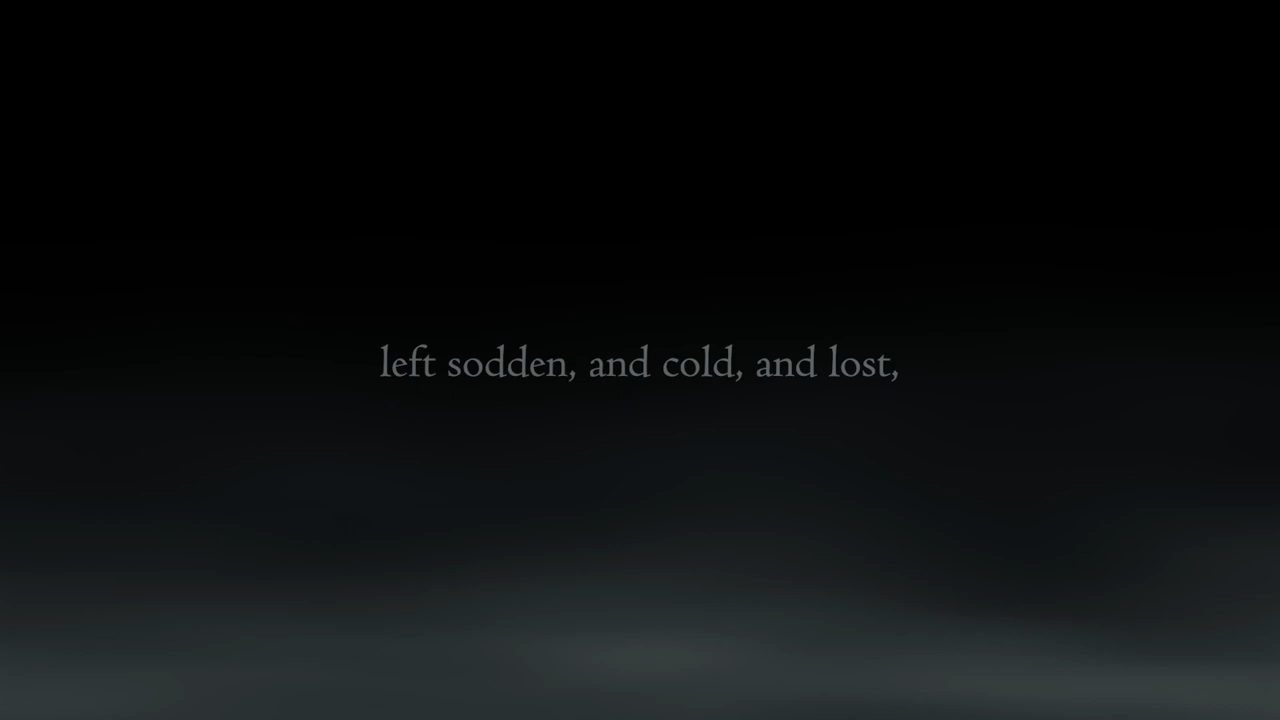 left sodden, and cold, and lost,